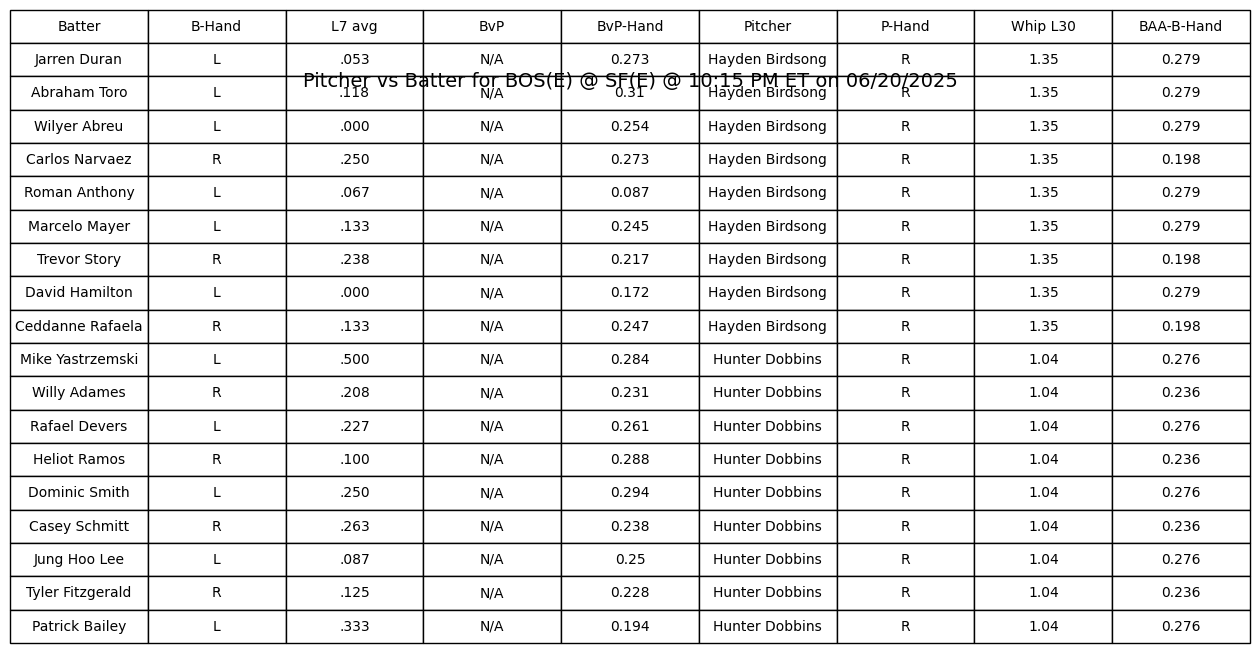 Batter B-Hand L7 avg BvP BvP-Hand Pitcher P-Hand Whip L30 BAA-B-Hand
Jarren Duran L .053 N/A 0.273 Hayden Birdsong R 1.35 0.279
Pitcher vs Batter for BOS(E) @ SF(E) @ 10:15 PM ET on 06/20/2025
Abraham Toro L .118 N/A 0.31 Hayden Birdsong R 1.35 0.279
Wilyer Abreu L .000 N/A 0.254 Hayden Birdsong R 1.35 0.279
Carlos Narvaez R .250 N/A 0.273 Hayden Birdsong R 1.35 0.198
Roman Anthony L .067 N/A 0.087 Hayden Birdsong R 1.35 0.279
Marcelo Mayer L .133 N/A 0.245 Hayden Birdsong R 1.35 0.279
Trevor Story R .238 N/A 0.217 Hayden Birdsong R 1.35 0.198
David Hamilton L .000 N/A 0.172 Hayden Birdsong R 1.35 0.279
Ceddanne Rafaela R .133 N/A 0.247 Hayden Birdsong R 1.35 0.198
Mike Yastrzemski L .500 N/A 0.284 Hunter Dobbins R 1.04 0.276
Willy Adames R .208 N/A 0.231 Hunter Dobbins R 1.04 0.236
Rafael Devers L .227 N/A 0.261 Hunter Dobbins R 1.04 0.276
Heliot Ramos R .100 N/A 0.288 Hunter Dobbins R 1.04 0.236
Dominic Smith L .250 N/A 0.294 Hunter Dobbins R 1.04 0.276
Casey Schmitt R .263 N/A 0.238 Hunter Dobbins R 1.04 0.236
Jung Hoo Lee L .087 N/A 0.25 Hunter Dobbins R 1.04 0.276
Tyler Fitzgerald R .125 N/A 0.228 Hunter Dobbins R 1.04 0.236
Patrick Bailey L .333 N/A 0.194 Hunter Dobbins R 1.04 0.276